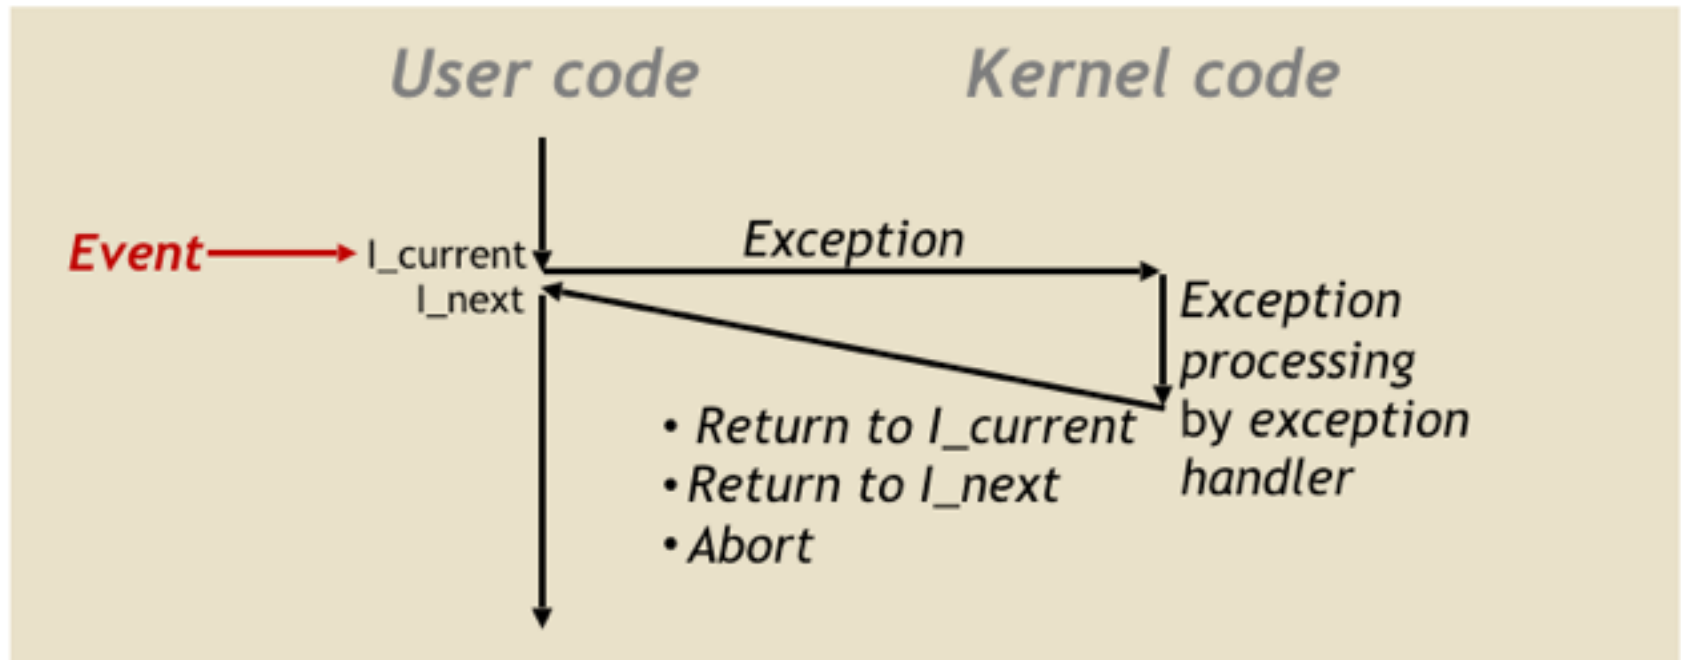 User code
Kernel code
Event
I_current
I_next
Exception
Exception
processing
by exception
handler
• Return to I_current
• Return to I_next
• Abort